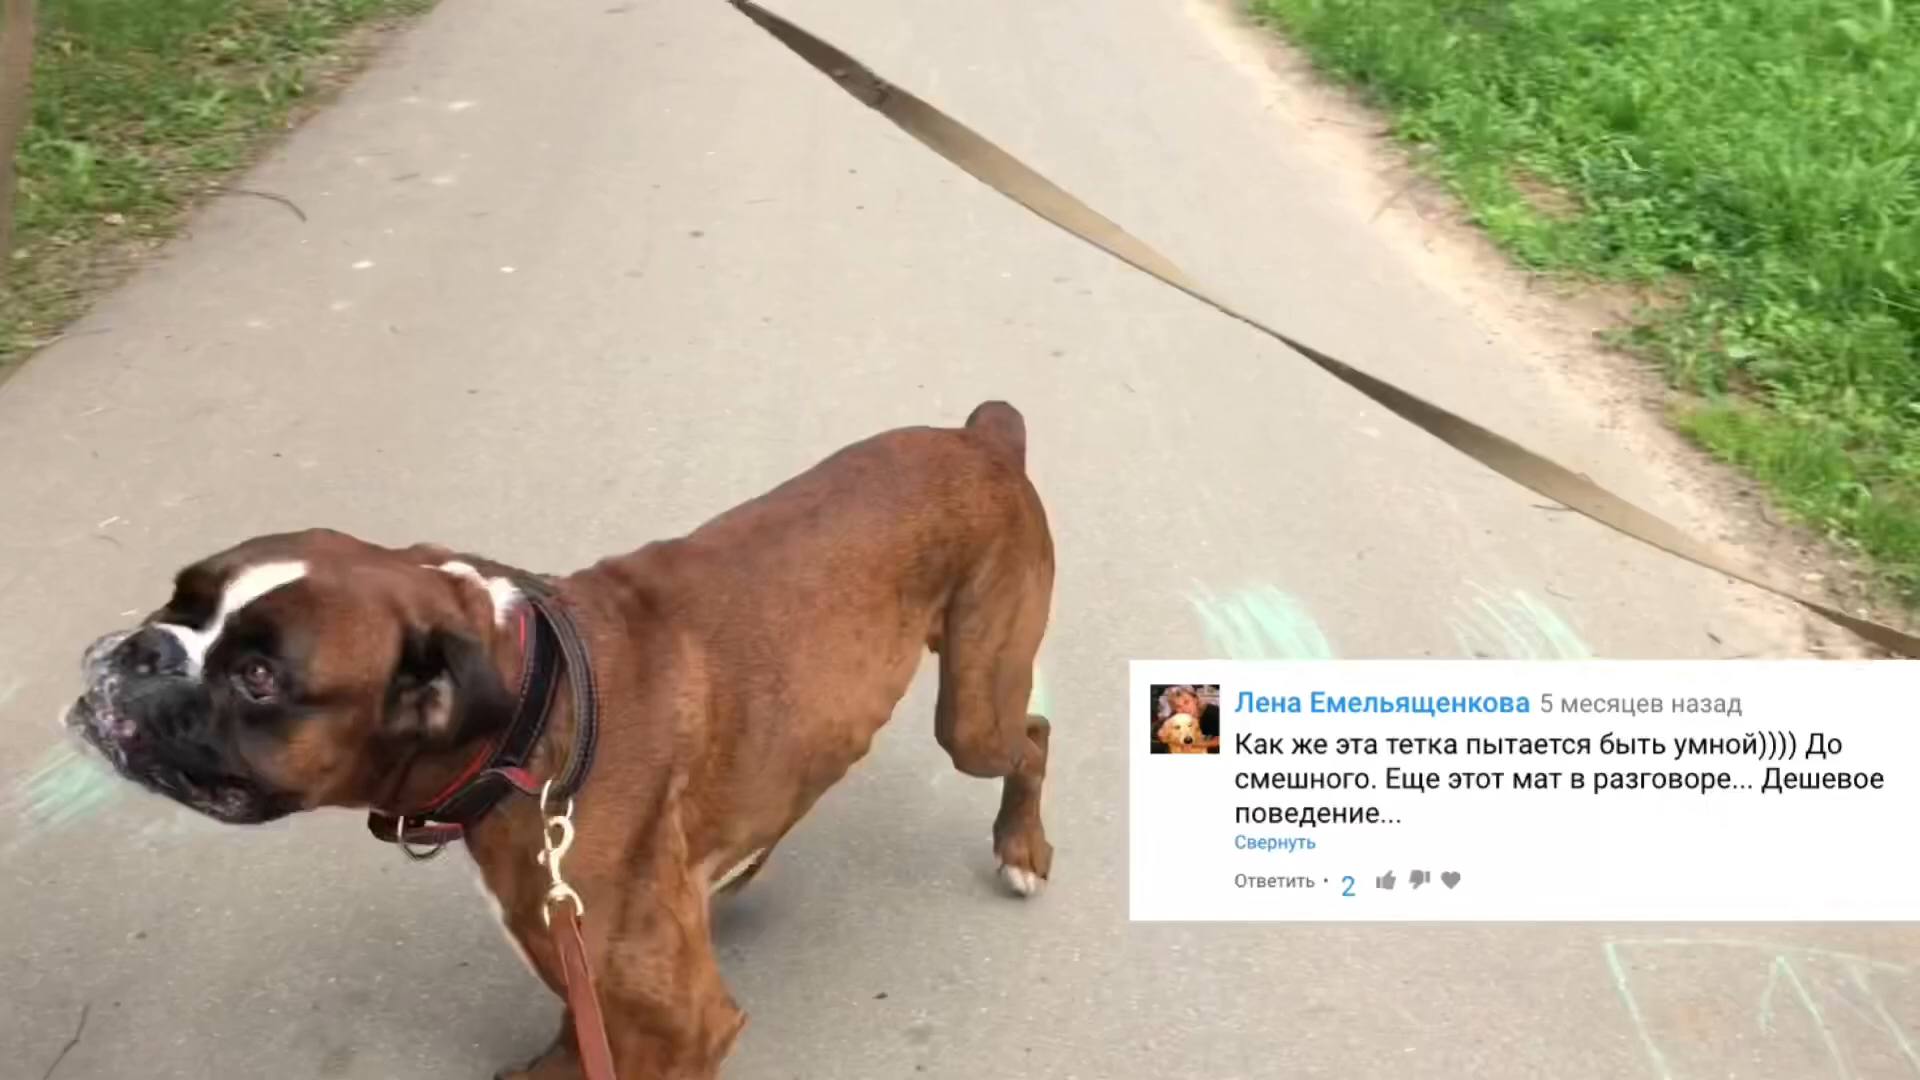 Лена Емельященкова 5 месяцев назад
Как же эта тетка пытается быть умной)))) До
смешного. Еще этот мат в разговоре... Дешевое
поведение...
Свернуть
Ответить · 2